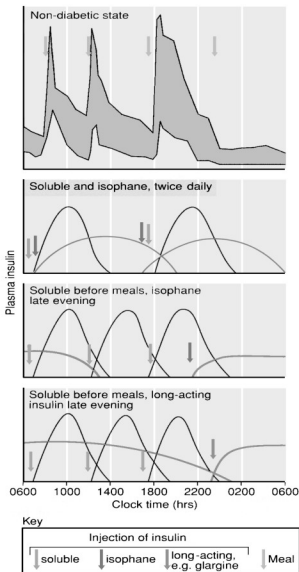 Non-diabetic state
Soluble and isophane, twice daily
Plasma insulin
Soluble before meals, isophane
late evening
Soluble before meals, long-acting
insulin late evening
0600 1000 1400 1800 2200 0200 0600
Clock time (hrs)
Key
Injection of insulin
soluble
isophane
long-acting,
e.g. glargine
Meal